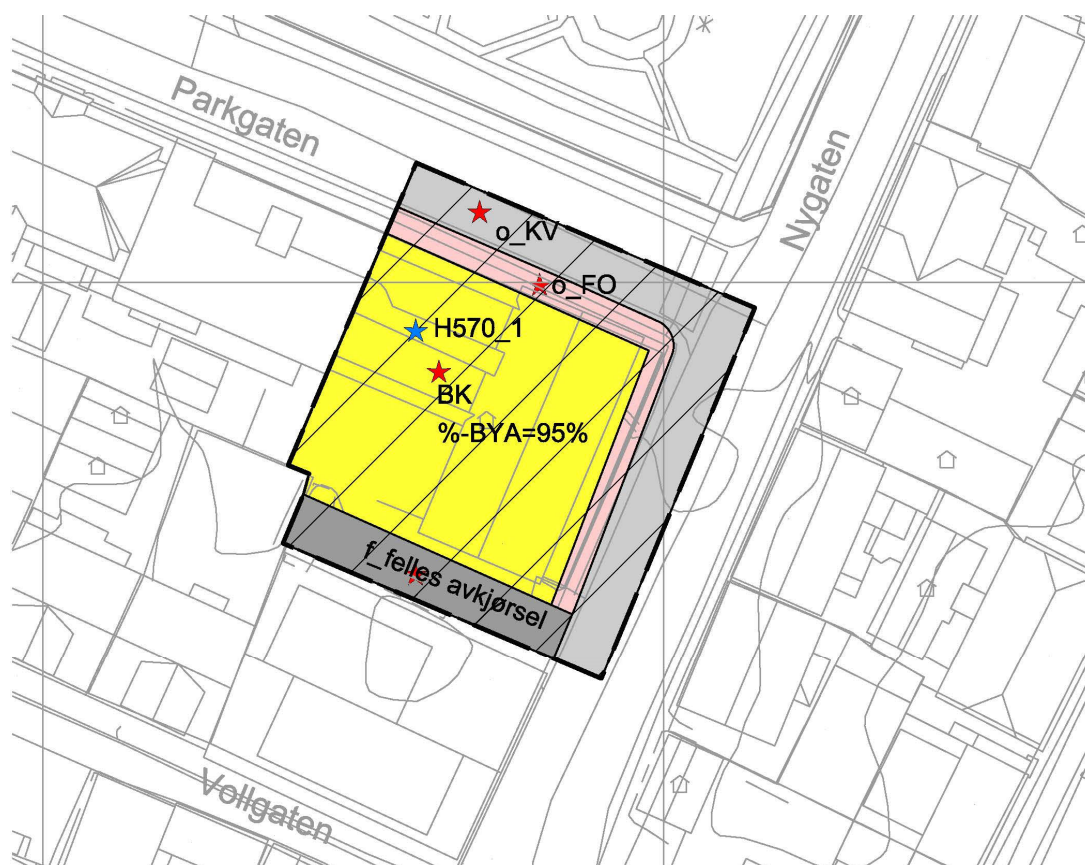 Parkgaten
Nygaten
o_KV
o_FO
H570_1
BK
%-BYA=95%
f_felles avkjørsel
Vollgaten